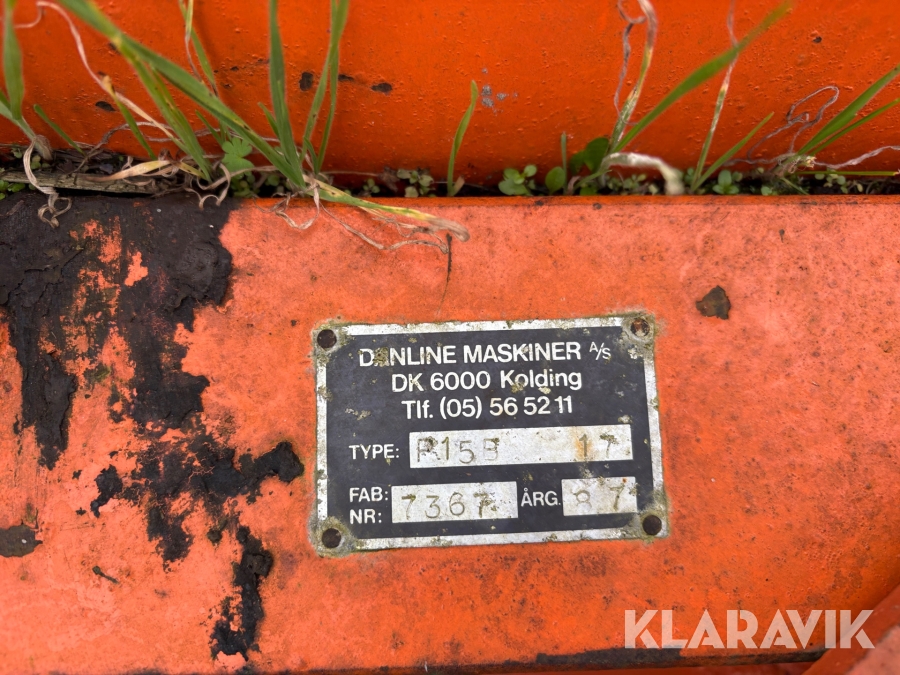 DANLINE MASKINER A/S
DK 6000 Kolding
Tlf. (05) 56 52 11
TYPE: R15B 17
FAB: NR: 7367 ÅRG. 87
KLARAVIK